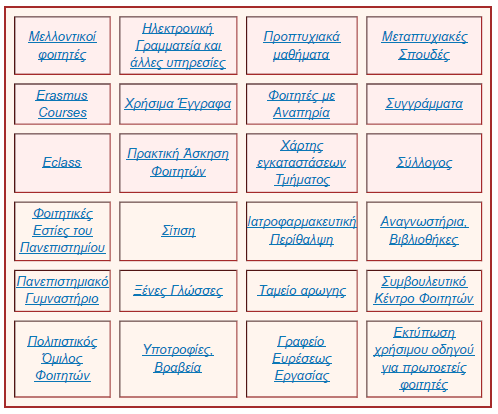 Μελλοντικοί
φοιτητές
Ηλεκτρονική
Γραμματεία και
άλλες υπηρεσίες
Προπτυχιακά
μαθήματα
Μεταπτυχιακές
Σπουδές
Erasmus
Courses
Χρήσιμα Έγγραφα
Φοιτητές με
Αναπηρία
Συγγράμματα
Eclass
Πρακτική Άσκηση
Φοιτητών
Χάρτης
εγκαταστάσεων
Τμήματος
Σύλλογος
Φοιτητικές
Εστίες του
Πανεπιστημίου
Σίτιση
Ιατροφαρμακευτική
Περίθαλψη
Αναγνωστήρια,
Βιβλιοθήκες
Πανεπιστημιακό
Γυμναστήριο
Ξένες Γλώσσες
Ταμείο αρωγης
Συμβουλευτικό
Κέντρο Φοιτητών
Πολιτιστικός
Όμιλος
Φοιτητών
Υποτροφίες,
Βραβεία
Γραφείο
Ευρέσεως
Εργασίας
Εκτύπωση
χρήσιμου οδηγού
για πρωτοετείς
φοιτητές